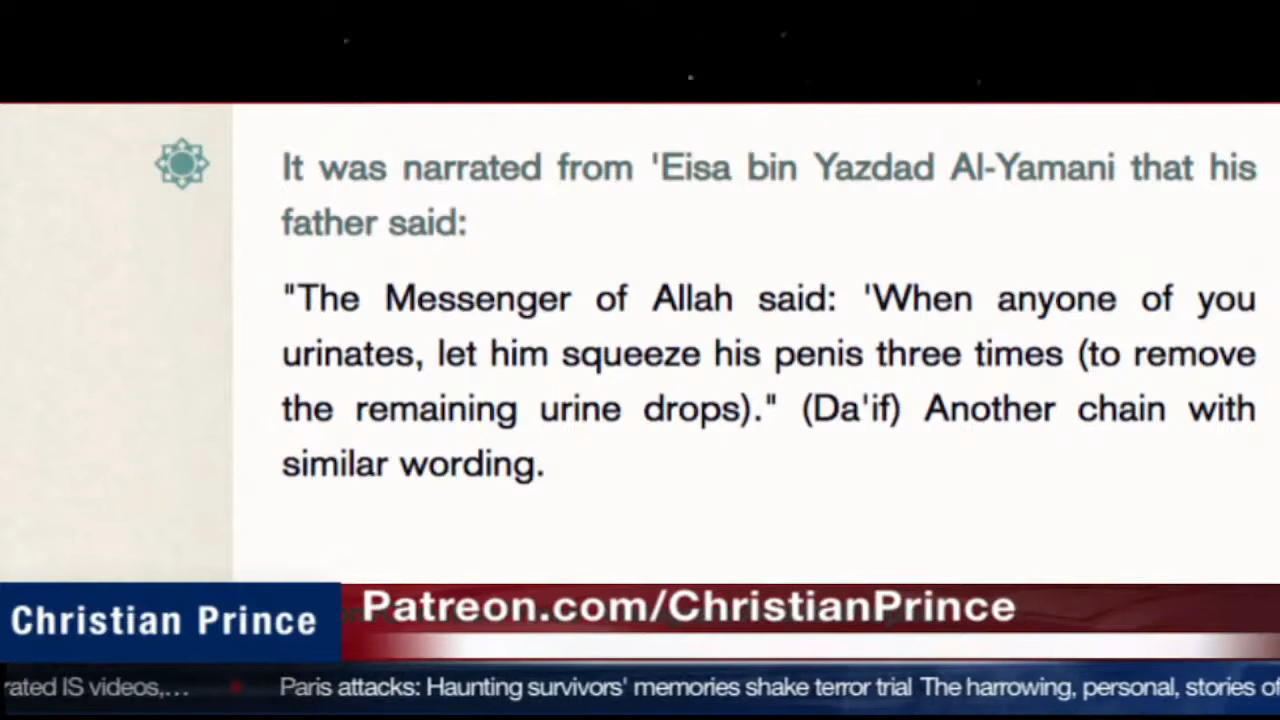 It was narrated from 'Eisa bin Yazdad Al-Yamani that his
father said:
"The Messenger of Allah said: 'When anyone of you
urinates, let him squeeze his penis three times (to remove
the remaining urine drops)." (Da'if) Another chain with
similar wording.
Christian Prince
Patreon.com/ChristianPrince
rated IS videos,... Paris attacks: Haunting survivors' memories shake terror trial The harrowing, personal, stories of